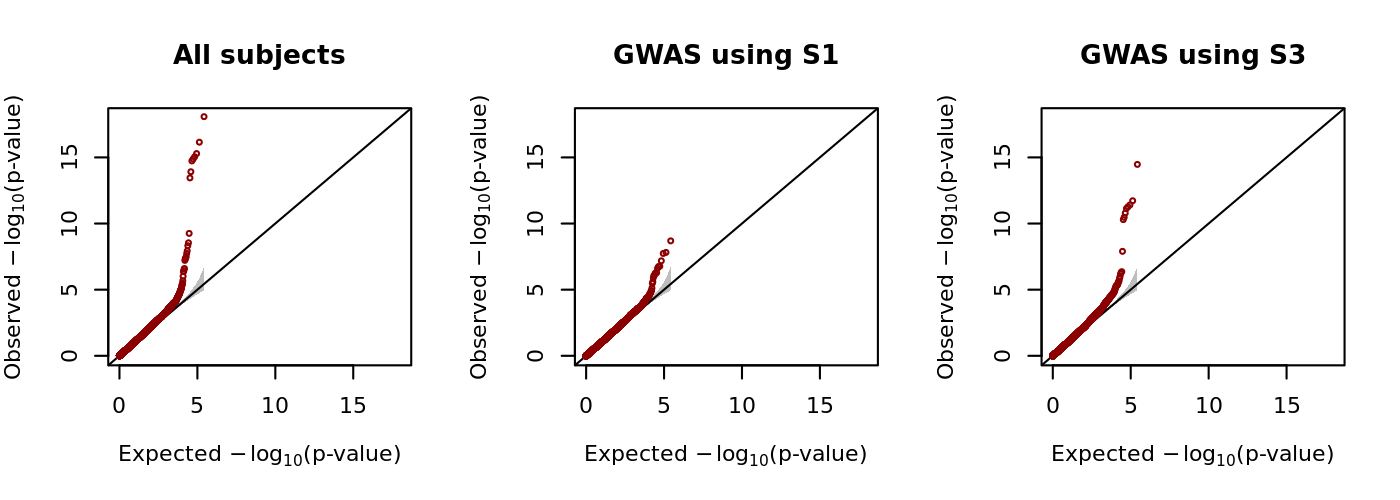 All subjects
Observed −log10(p-value)
15
10
5
0
0 5 10 15
Expected −log10(p-value)
GWAS using S1
Observed −log10(p-value)
15
10
5
0
0 5 10 15
Expected −log10(p-value)
GWAS using S3
Observed −log10(p-value)
15
10
5
0
0 5 10 15
Expected −log10(p-value)